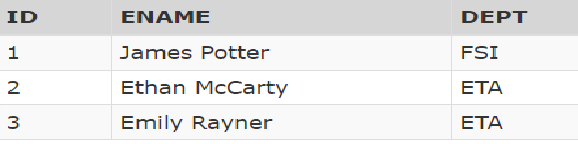 ID ENAME DEPT
1 James Potter FSI
2 Ethan McCarty ETA
3 Emily Rayner ETA